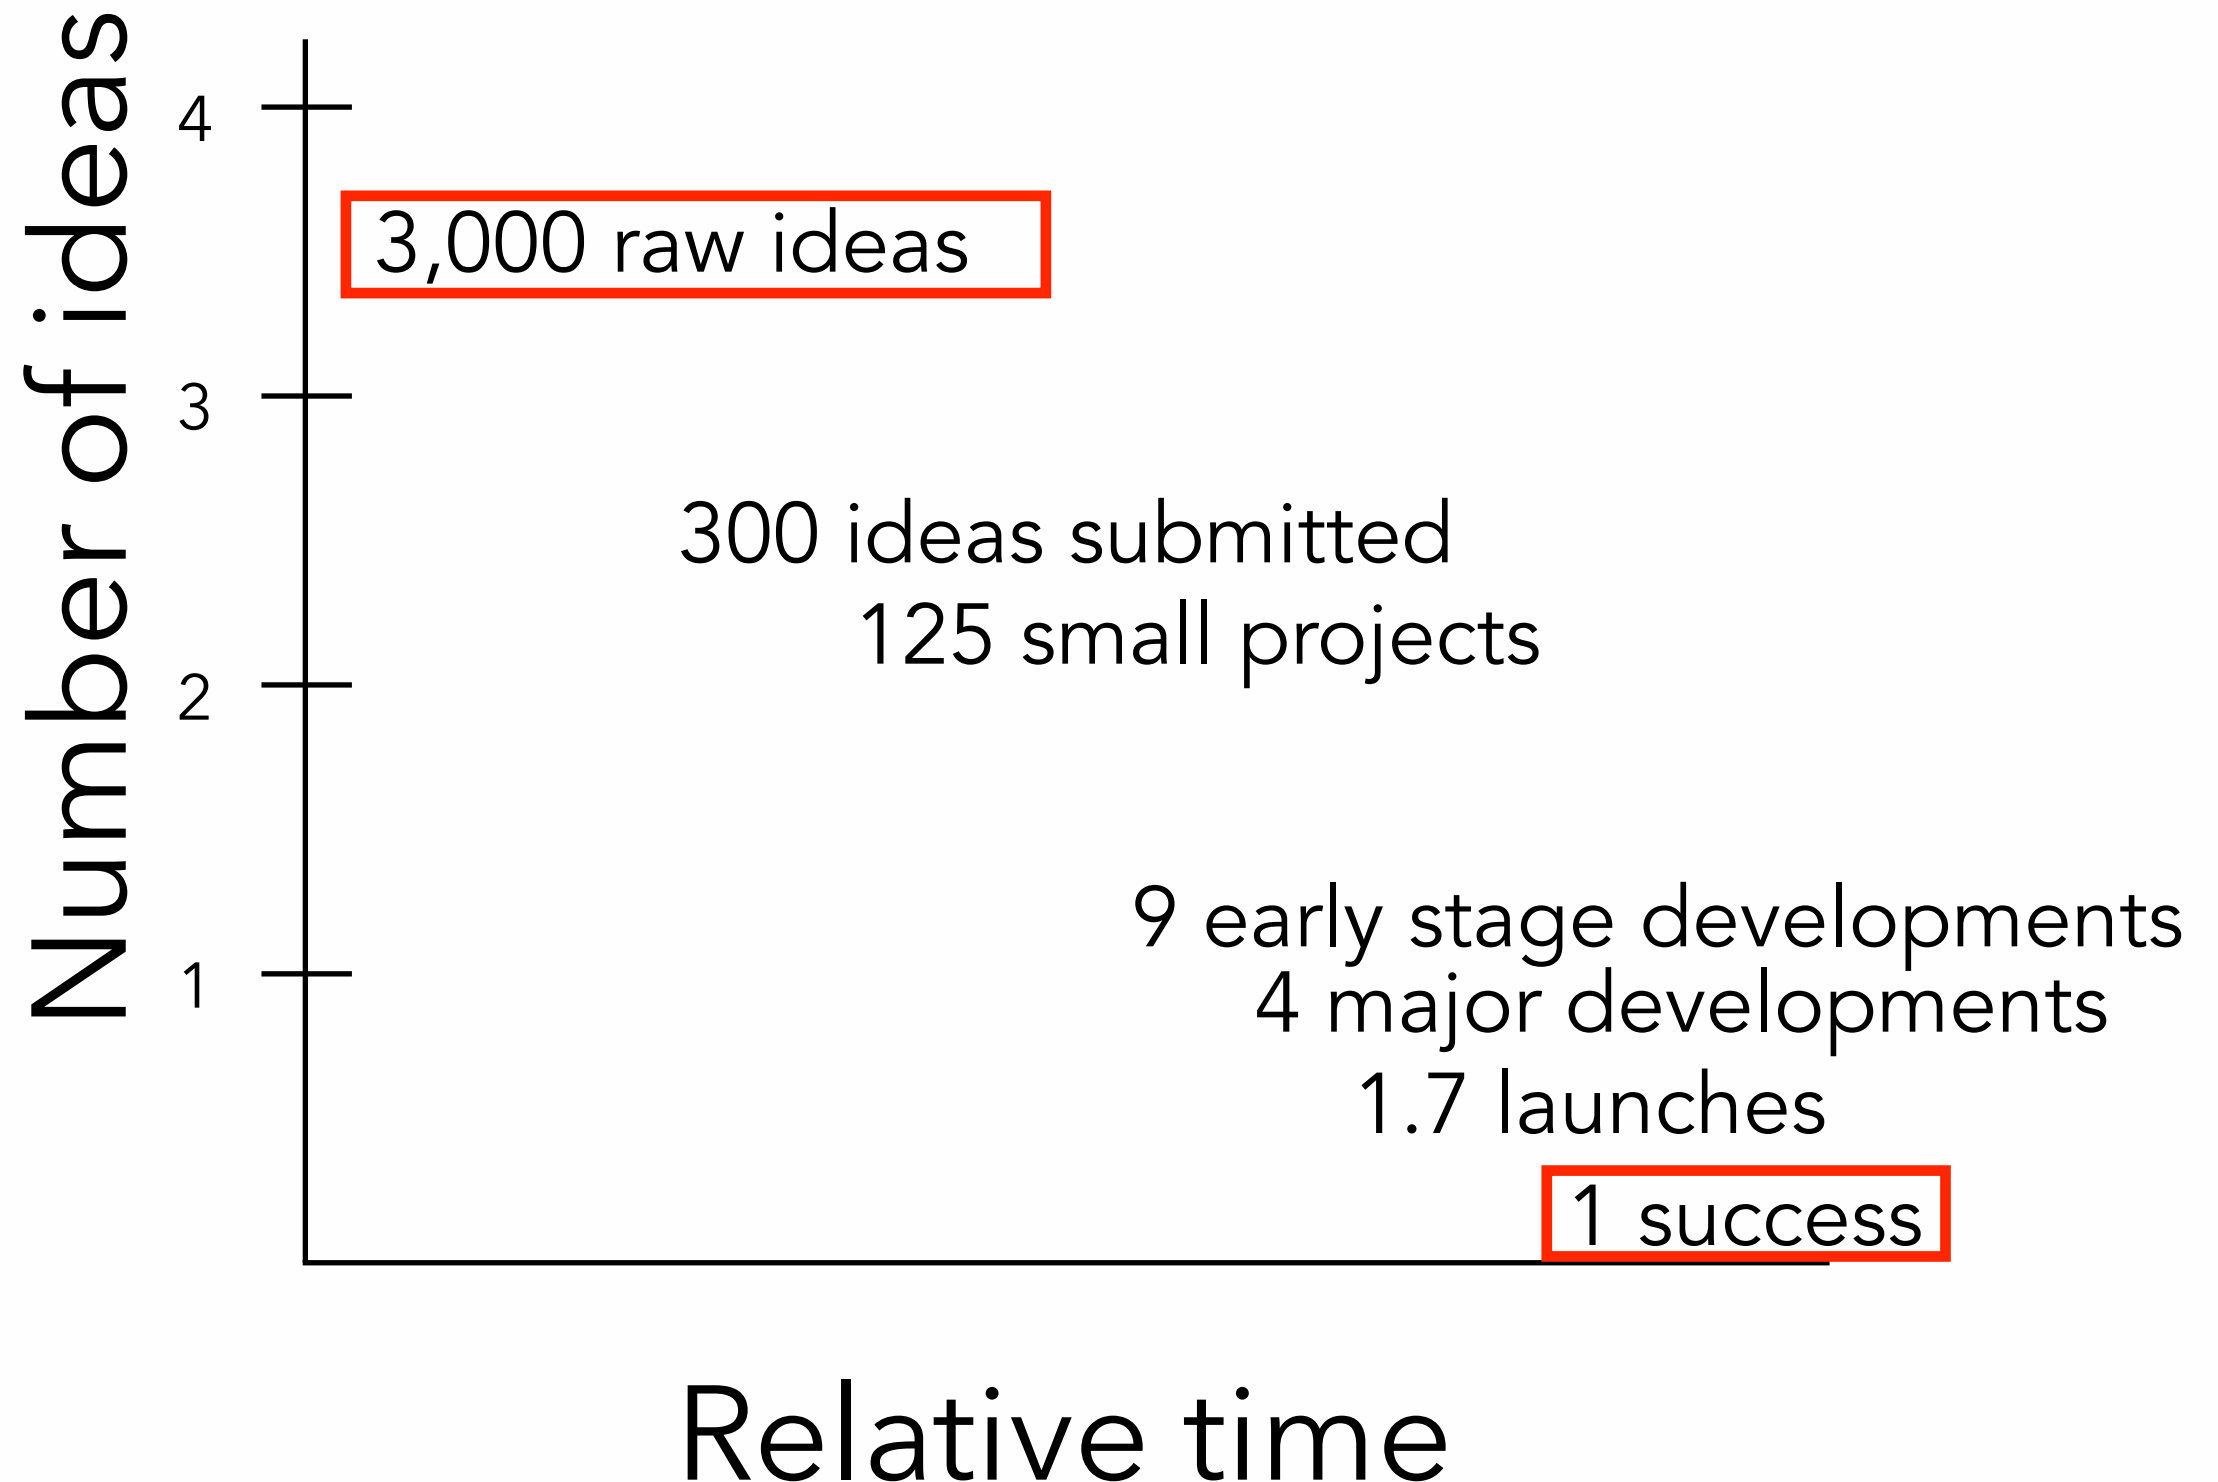 Number of ideas
4
3,000 raw ideas
3
300 ideas submitted
125 small projects
2
9 early stage developments
1
4 major developments
1.7 launches
1 success
Relative time